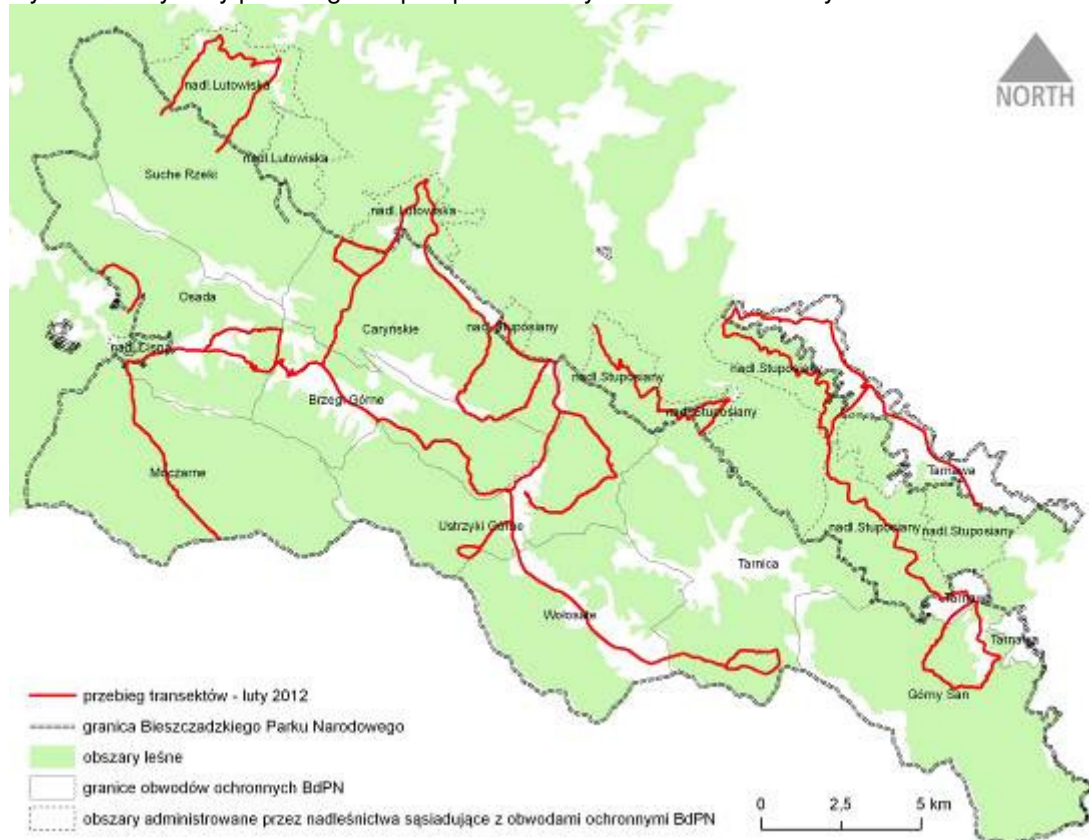 NORTH
nadl.Lutowiska
nadl.Lutowiska
Suche Rzeki
nadl.Lutowiska
Osada
Caryńskie
nadl.Stuposiany
nadl.Cisna
nadl.Stuposiany
nadl.Stuposiany
Brzegi Górne
nadl.Stuposiany
Moczarne
Tarnawa
Ustrzyki Górne
nadl.Stuposiany
nadl.Stuposiany
Tarnica
Wołosate
Tarnawa
Tarnawa
Górny San
przebieg transektów - luty 2012
granica Bieszczadzkiego Parku Narodowego
obszary leśne
granice obwodów ochronnych BdPN
obszary administrowane przez nadleśnictwa sąsiadujące z obwodami ochronnymi BdPN
0 2,5 5 km